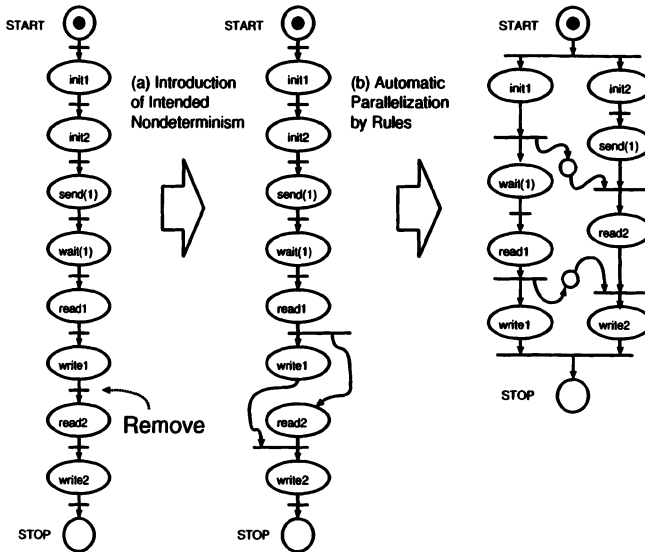 START
init1
init2
send(1)
wait(1)
read1
write1
Remove
read2
write2
STOP
(a) Introduction
of Intended
Nondeterminism
START
init1
init2
send(1)
wait(1)
read1
write1
read2
write2
STOP
(b) Automatic
Parallelization
by Rules
START
init1
init2
send(1)
wait(1)
read1
read2
write1
write2
STOP